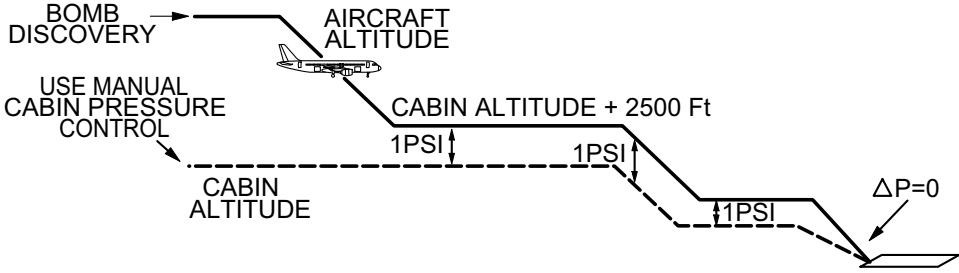 BOMB
DISCOVERY
AIRCRAFT
ALTITUDE
USE MANUAL
CABIN PRESSURE
CONTROL
CABIN ALTITUDE + 2500 Ft
1PSI
1PSI
CABIN
ALTITUDE
1PSI
△P=0